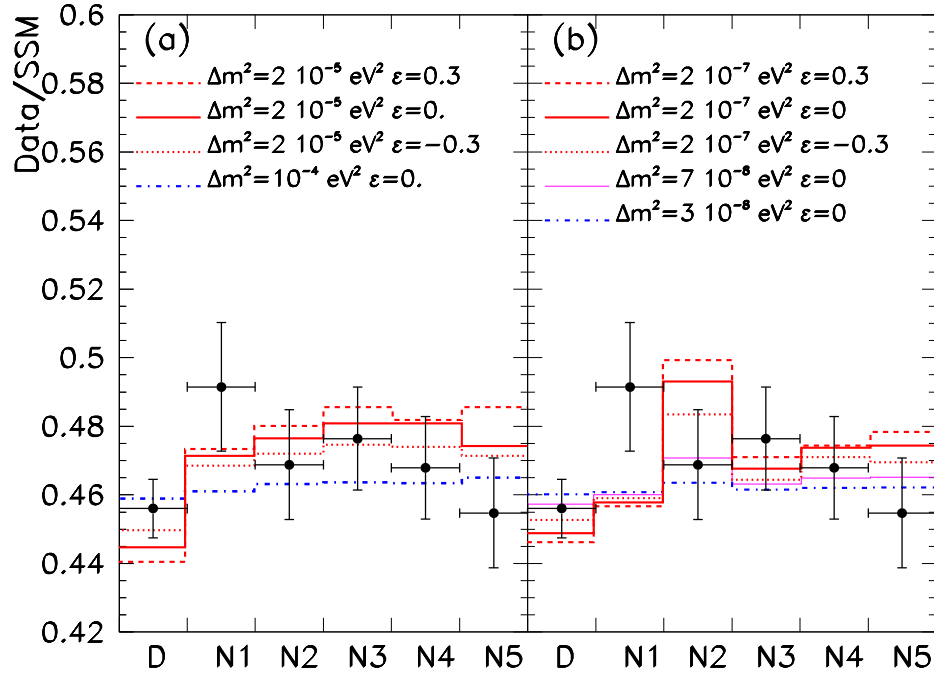 Data/SSM
0.6
0.58
0.56
0.54
0.52
0.5
0.48
0.46
0.44
0.42
(a)
Δm²=2 10⁻⁵ eV² ε=0.3
Δm²=2 10⁻⁵ eV² ε=0.
Δm²=2 10⁻⁵ eV² ε=−0.3
Δm²=10⁻⁴ eV² ε=0.
(b)
Δm²=2 10⁻⁷ eV² ε=0.3
Δm²=2 10⁻⁷ eV² ε=0
Δm²=2 10⁻⁷ eV² ε=−0.3
Δm²=7 10⁻⁸ eV² ε=0
Δm²=3 10⁻⁸ eV² ε=0
D N1 N2 N3 N4 N5 D N1 N2 N3 N4 N5